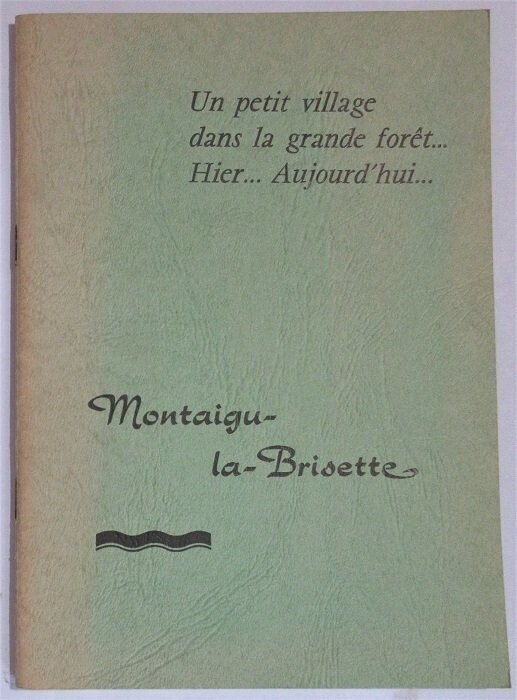 Un petit village
dans la grande forêt...
Hier... Aujourd'hui...
Montaigu-
la-Brisette